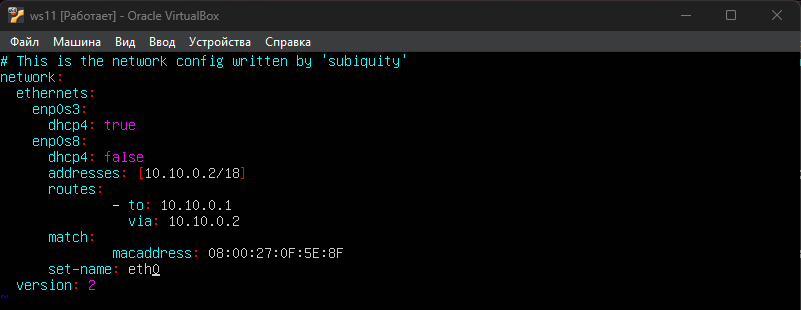 ws11 [Работает] - Oracle VirtualBox
Файл Машина Вид Ввод Устройства Справка
# This is the network config written by 'subiquity'
network:
  ethernets:
    enp0s3:
      dhcp4: true
    enp0s8:
      dhcp4: false
      addresses: [10.10.0.2/18]
      routes:
              - to: 10.10.0.1
                via: 10.10.0.2
      match:
              macaddress: 08:00:27:0F:5E:8F
      set-name: eth0
  version: 2
~